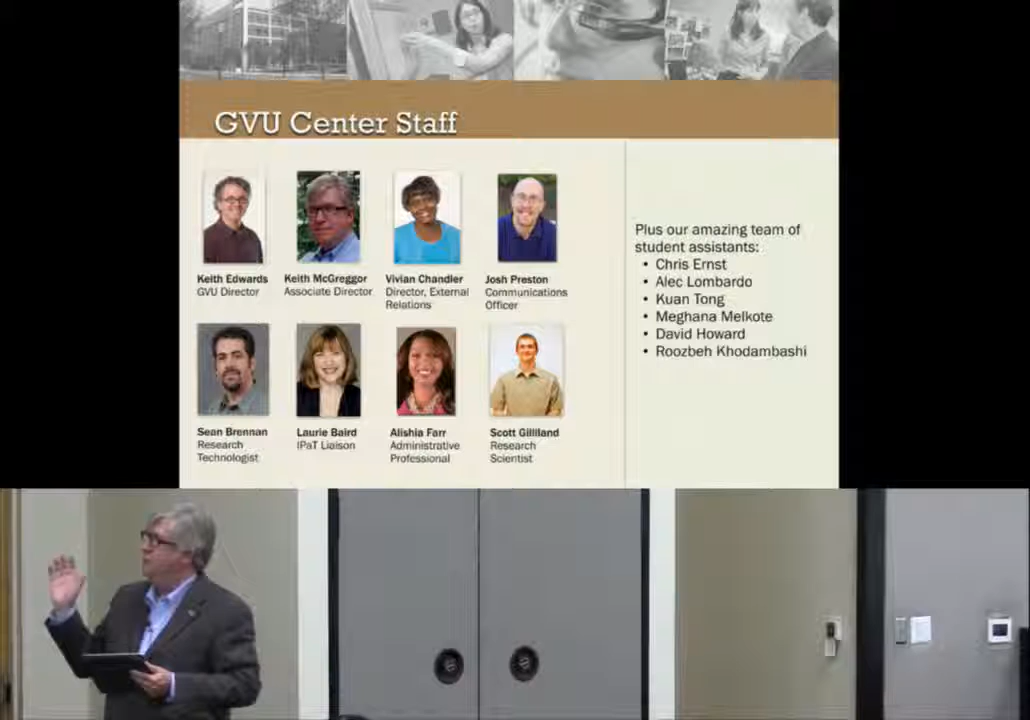 GVU Center Staff
Keith Edwards
GVU Director
Keith McGreggor
Associate Director
Vivian Chandler
Director, External
Relations
Josh Preston
Communications
Officer
Sean Brennan
Research
Technologist
Laurie Baird
IPaT Liaison
Alishia Farr
Administrative
Professional
Scott Gilliland
Research
Scientist
Plus our amazing team of
student assistants:
• Chris Ernst
• Alec Lombardo
• Kuan Tong
• Meghana Melkote
• David Howard
• Roozbeh Khodambashi